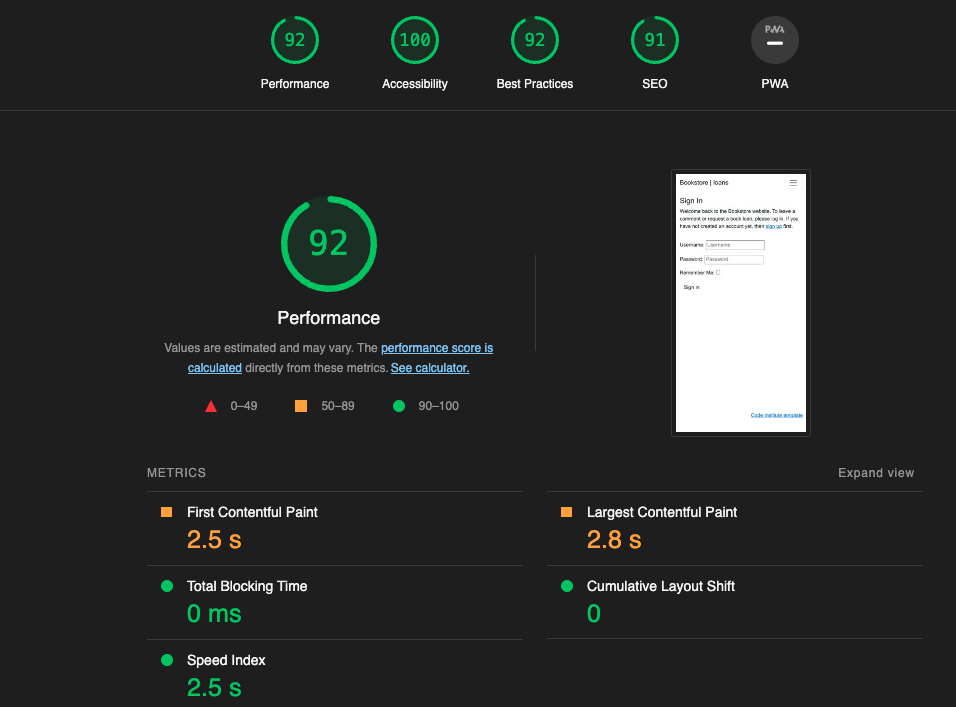 92 100 92 91 PWA
Performance Accessibility Best Practices SEO PWA
Bookstore | loans
Sign In
Welcome back to the Bookstore website. To leave a
comment or request a book loan, please log in. If you
have not created an account yet, then sign up first.
Username: Username
Password: Password
Remember Me:
Sign In
Code Institute template
92
Performance
Values are estimated and may vary. The performance score is
calculated directly from these metrics. See calculator.
0–49 50–89 90–100
METRICS Expand view
First Contentful Paint Largest Contentful Paint
2.5 s 2.8 s
Total Blocking Time Cumulative Layout Shift
0 ms 0
Speed Index
2.5 s